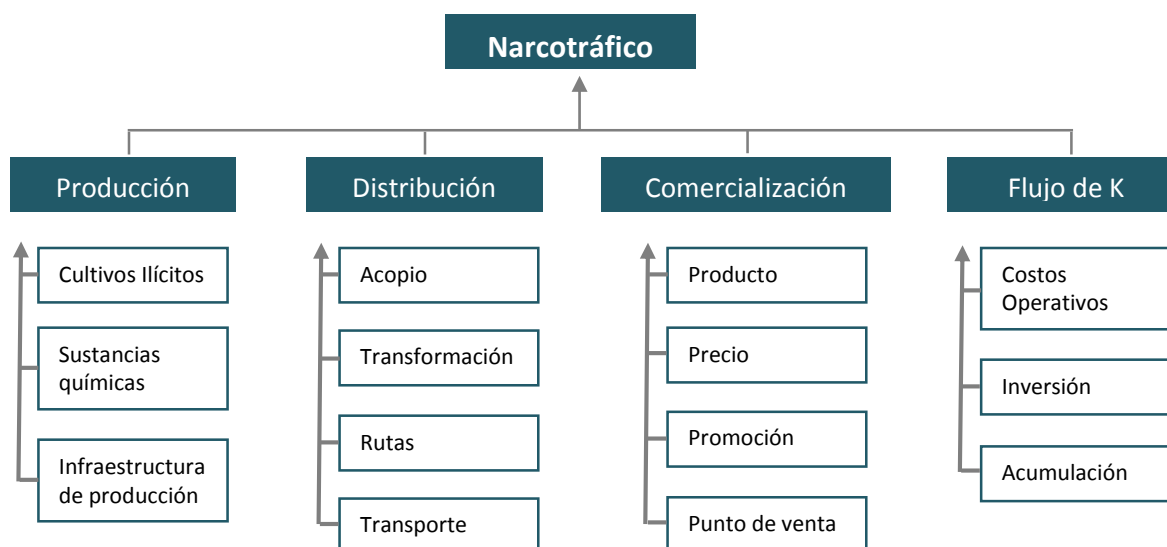 Narcotráfico
Producción
Distribución
Comercialización
Flujo de K
Cultivos Ilícitos
Sustancias
químicas
Infraestructura
de producción
Acopio
Transformación
Rutas
Transporte
Producto
Precio
Promoción
Punto de venta
Costos
Operativos
Inversión
Acumulación